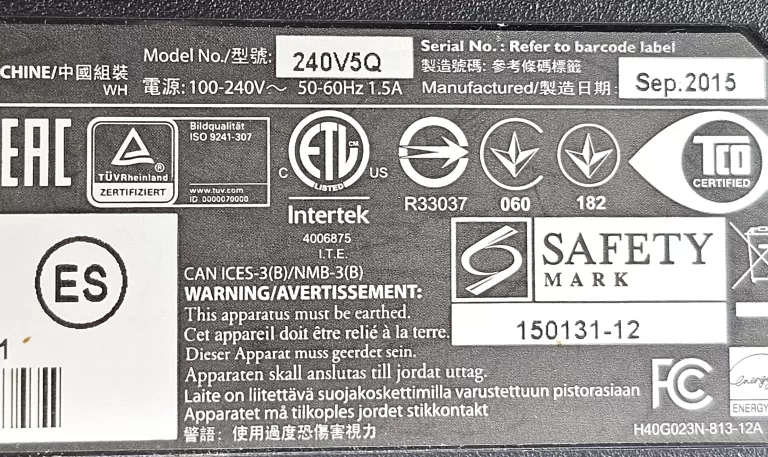 Model No./型號: 240V5Q
Serial No.: Refer to barcode label
CHINE/中國組裝
WH
電源: 100-240V～ 50-60Hz 1.5A
製造號碼: 參考條碼標籤
Manufactured/製造日期: Sep.2015
EAC
TÜVRheinland
ZERTIFIZIERT
Bildqualität
ISO 9241-307
www.tuv.com
ID 0000070000
C ETL CM US
LISTED
Intertek
4006875
I.T.E.
R33037
060
182
TCO
CERTIFIED
ES
1
SAFETY
MARK
150131-12
CAN ICES-3(B)/NMB-3(B)
WARNING/AVERTISSEMENT:
This apparatus must be earthed.
Cet appareil doit être relié à la terre.
Dieser Apparat muss geerdet sein.
Apparaten skall anslutas till jordat uttag.
Laite on liitettävä suojakoskettimilla varustettuun pistorasiaan
Apparatet må tilkoples jordet stikkontakt
警語: 使用過度恐傷害視力
FC
energy
ENERGY
H40G023N-813-12A